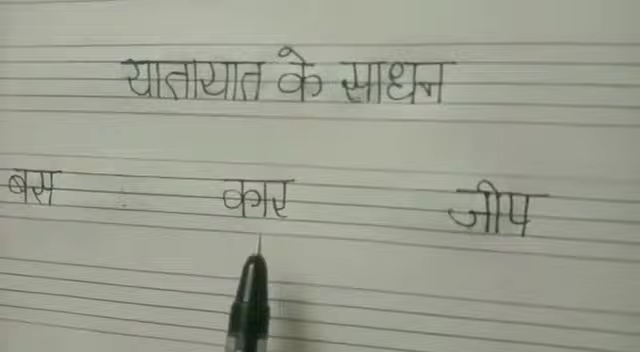 यातायात के साधन
बस कार जीप